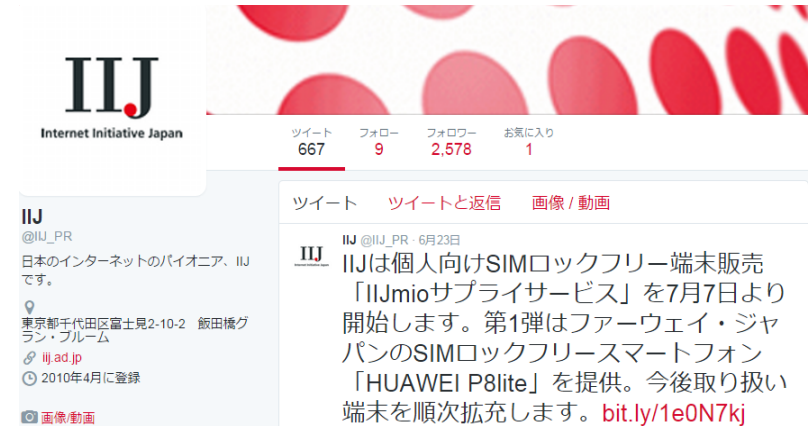 IIJ
Internet Initiative Japan
ツイート フォロー フォロワー お気に入り
667 9 2,578 1
IIJ
@IIJ_PR
日本のインターネットのパイオニア、IIJ
です。
東京都千代田区富士見2-10-2 飯田橋グ
ラン・ブルーム
iij.ad.jp
2010年4月に登録
画像/動画
ツイート ツイートと返信 画像 / 動画
IIJ
IIJ @IIJ_PR · 6月23日
IIJは個人向けSIMロックフリー端末販売
「IIJmioサプライサービス」を7月7日より
開始します。第1弾はファーウェイ・ジャ
パンのSIMロックフリースマートフォン
「HUAWEI P8lite」を提供。今後取り扱い
端末を順次拡充します。bit.ly/1e0N7kj